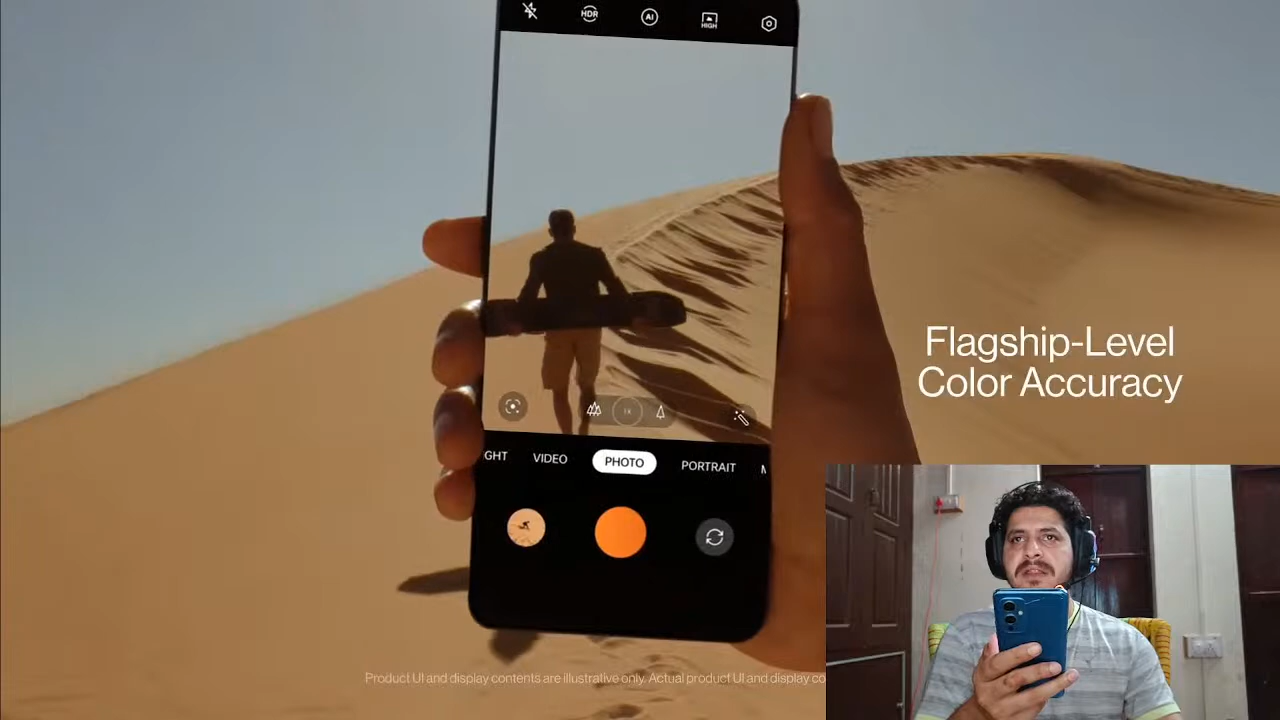 HDR
AI
HIGH
Flagship-Level
Color Accuracy
1X
GHT VIDEO PHOTO PORTRAIT
Product UI and display contents are illustrative only. Actual product UI and display co